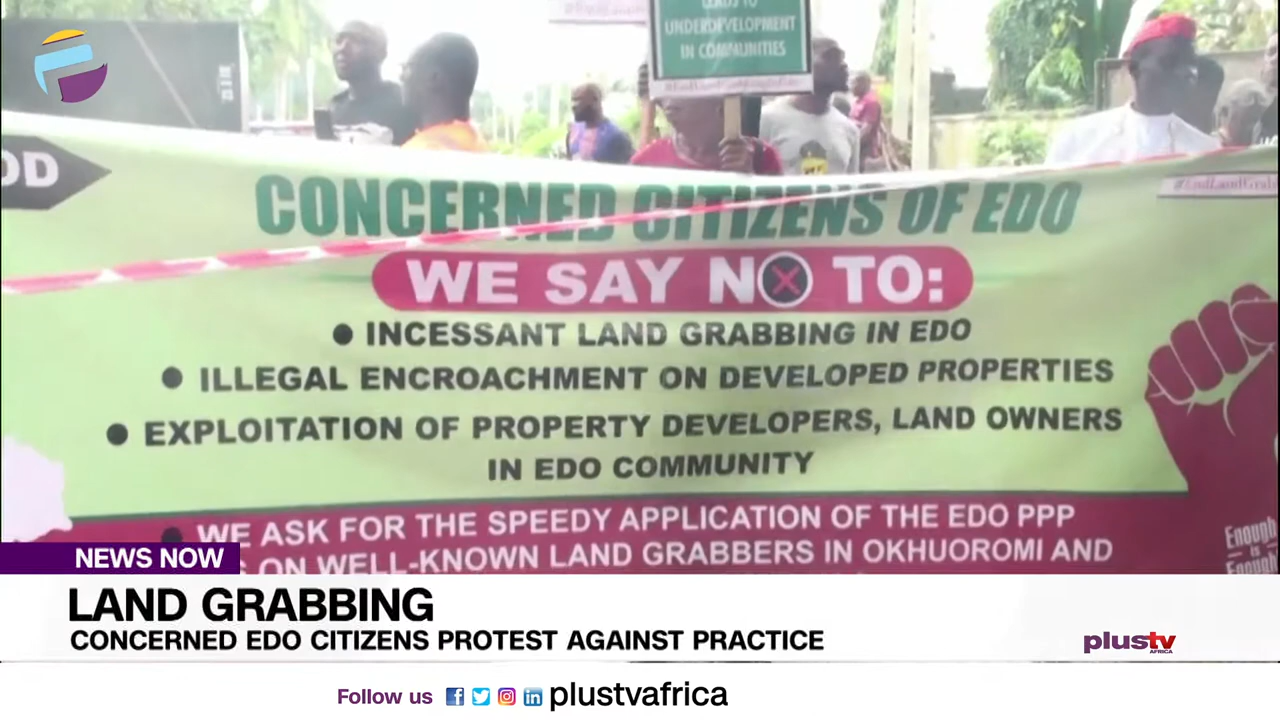 UNDERDEVELOPMENT
IN COMMUNITIES
OD
CONCERNED CITIZENS OF EDO
WE SAY NO TO:
● INCESSANT LAND GRABBING IN EDO
● ILLEGAL ENCROACHMENT ON DEVELOPED PROPERTIES
● EXPLOITATION OF PROPERTY DEVELOPERS, LAND OWNERS
IN EDO COMMUNITY
● WE ASK FOR THE SPEEDY APPLICATION OF THE EDO PPP
ON WELL-KNOWN LAND GRABBERS IN OKHUOROMI AND
Enough
is
Enough
NEWS NOW
LAND GRABBING
CONCERNED EDO CITIZENS PROTEST AGAINST PRACTICE
plustv
AFRICA
Follow us plustvafrica